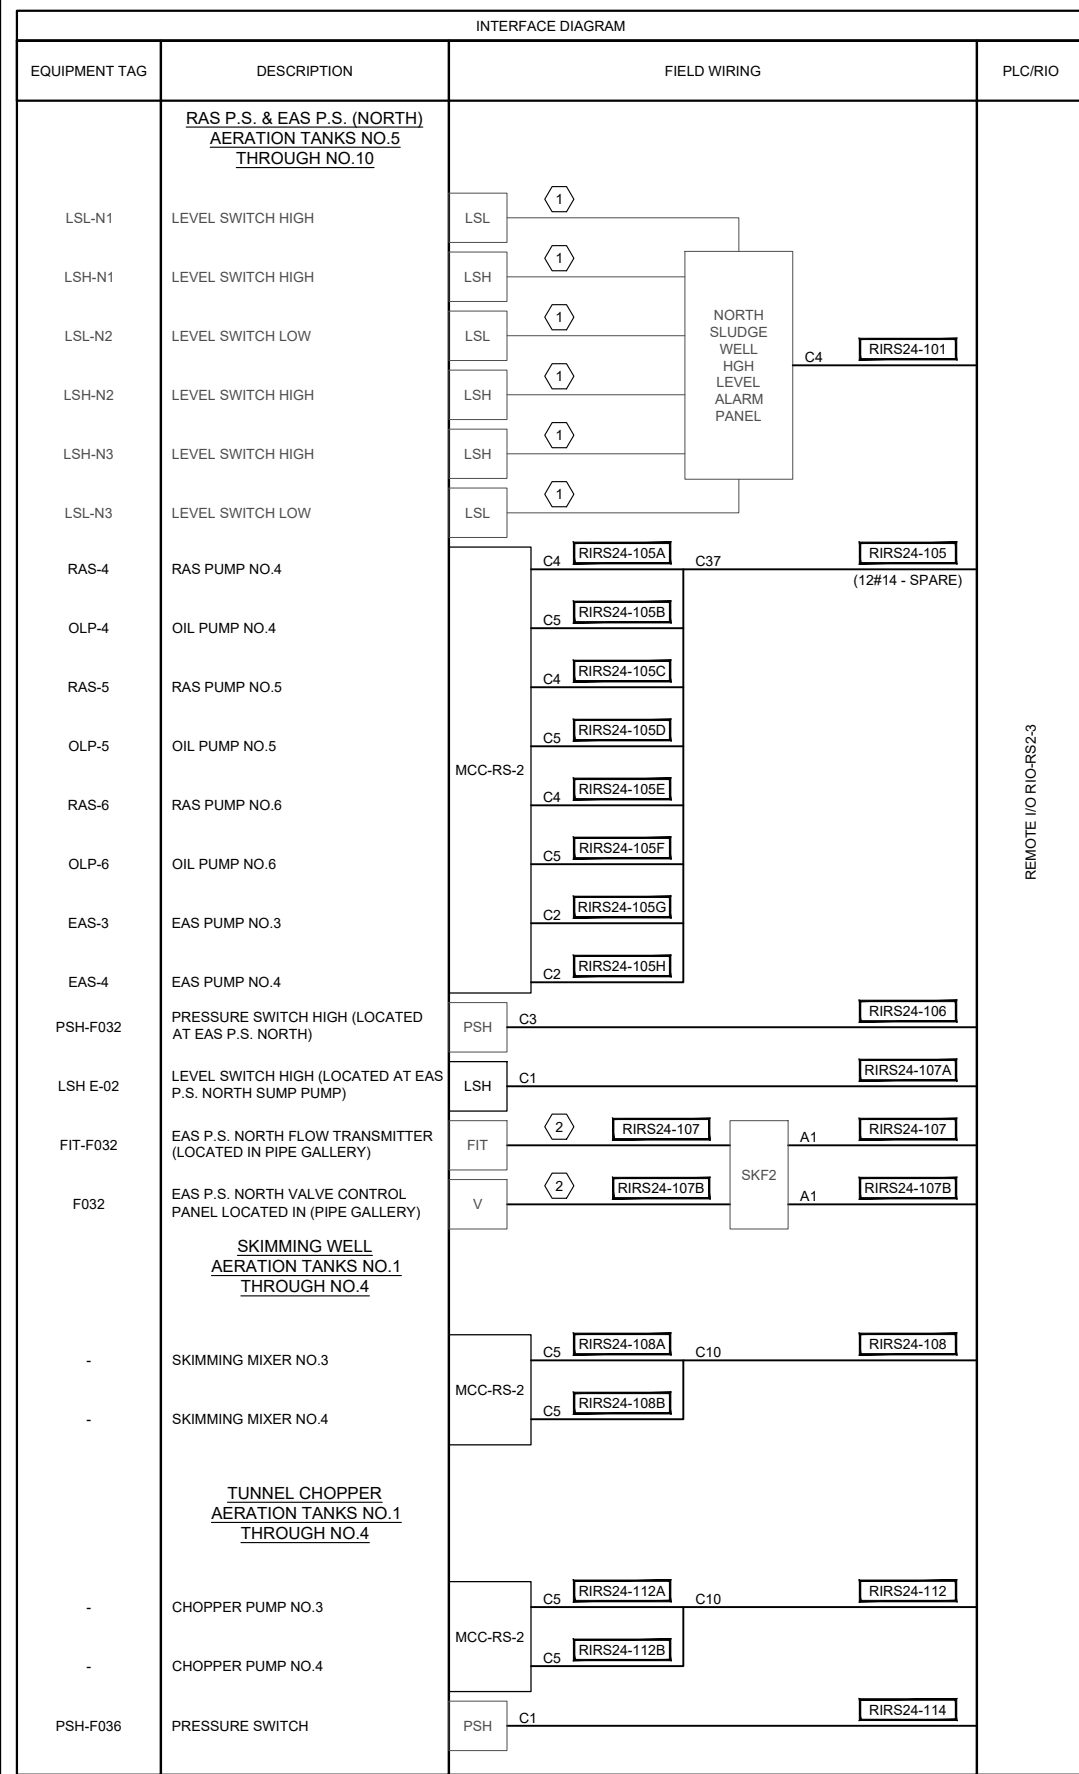 INTERFACE DIAGRAM
EQUIPMENT TAG
DESCRIPTION
FIELD WIRING
PLC/RIO
RAS P.S. & EAS P.S. (NORTH)
AERATION TANKS NO.5
THROUGH NO.10
LSL-N1
LEVEL SWITCH HIGH
LSL
1
LSH-N1
LEVEL SWITCH HIGH
LSH
1
LSL-N2
LEVEL SWITCH LOW
LSL
1
LSH-N2
LEVEL SWITCH HIGH
LSH
1
LSH-N3
LEVEL SWITCH HIGH
LSH
1
LSL-N3
LEVEL SWITCH LOW
LSL
1
NORTH
SLUDGE
WELL
HGH
LEVEL
ALARM
PANEL
C4
RIRS24-101
RAS-4
RAS PUMP NO.4
C4
RIRS24-105A
C37
RIRS24-105
(12#14 - SPARE)
OLP-4
OIL PUMP NO.4
C5
RIRS24-105B
RAS-5
RAS PUMP NO.5
C4
RIRS24-105C
OLP-5
OIL PUMP NO.5
C5
RIRS24-105D
MCC-RS-2
RAS-6
RAS PUMP NO.6
C4
RIRS24-105E
OLP-6
OIL PUMP NO.6
C5
RIRS24-105F
EAS-3
EAS PUMP NO.3
C2
RIRS24-105G
EAS-4
EAS PUMP NO.4
C2
RIRS24-105H
REMOTE I/O RIO-RS2-3
PSH-F032
PRESSURE SWITCH HIGH (LOCATED
AT EAS P.S. NORTH)
PSH
C3
RIRS24-106
LSH E-02
LEVEL SWITCH HIGH (LOCATED AT EAS
P.S. NORTH SUMP PUMP)
LSH
C1
RIRS24-107A
FIT-F032
EAS P.S. NORTH FLOW TRANSMITTER
(LOCATED IN PIPE GALLERY)
FIT
2
RIRS24-107
SKF2
A1
RIRS24-107
F032
EAS P.S. NORTH VALVE CONTROL
PANEL LOCATED IN (PIPE GALLERY)
V
2
RIRS24-107B
A1
RIRS24-107B
SKIMMING WELL
AERATION TANKS NO.1
THROUGH NO.4
-
SKIMMING MIXER NO.3
MCC-RS-2
C5
RIRS24-108A
C10
RIRS24-108
-
SKIMMING MIXER NO.4
C5
RIRS24-108B
TUNNEL CHOPPER
AERATION TANKS NO.1
THROUGH NO.4
-
CHOPPER PUMP NO.3
MCC-RS-2
C5
RIRS24-112A
C10
RIRS24-112
-
CHOPPER PUMP NO.4
C5
RIRS24-112B
PSH-F036
PRESSURE SWITCH
PSH
C1
RIRS24-114